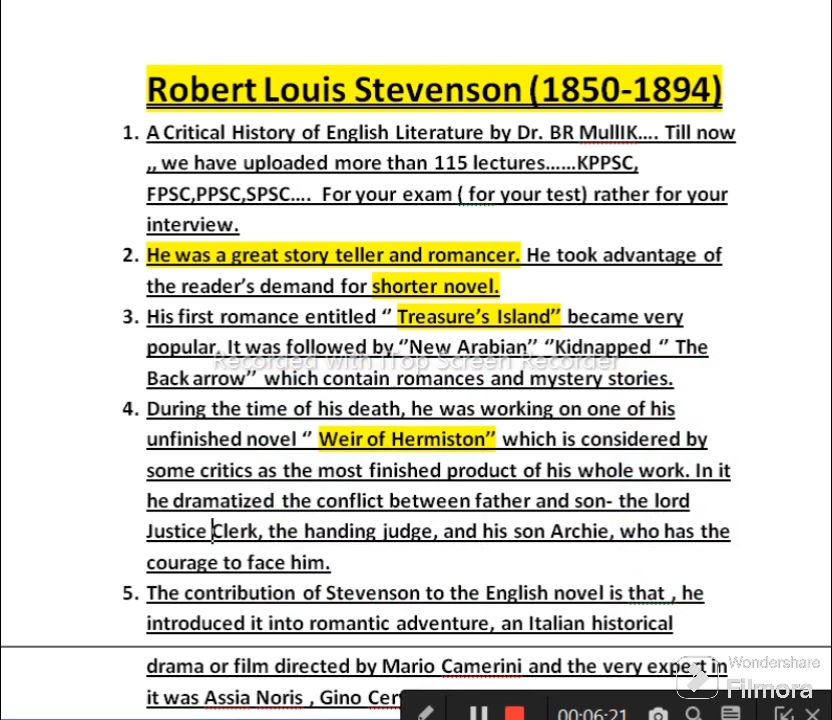 Robert Louis Stevenson (1850-1894)
1. A Critical History of English Literature by Dr. BR MullIK.... Till now
,, we have uploaded more than 115 lectures......KPPSC,
FPSC,PPSC,SPSC.... For your exam ( for your test) rather for your
interview.
2. He was a great story teller and romancer. He took advantage of
the reader's demand for shorter novel.
3. His first romance entitled " Treasure's Island" became very
popular. It was followed by "New Arabian" "Kidnapped " The
Recorded with iTop Screen Recorder
Back arrow" which contain romances and mystery stories.
4. During the time of his death, he was working on one of his
unfinished novel " Weir of Hermiston" which is considered by
some critics as the most finished product of his whole work. In it
he dramatized the conflict between father and son- the lord
Justice Clerk, the handing judge, and his son Archie, who has the
courage to face him.
5. The contribution of Stevenson to the English novel is that , he
introduced it into romantic adventure, an Italian historical
drama or film directed by Mario Camerini and the very expert in
it was Assia Noris , Gino
Wondershare
Filmora
00:06:21